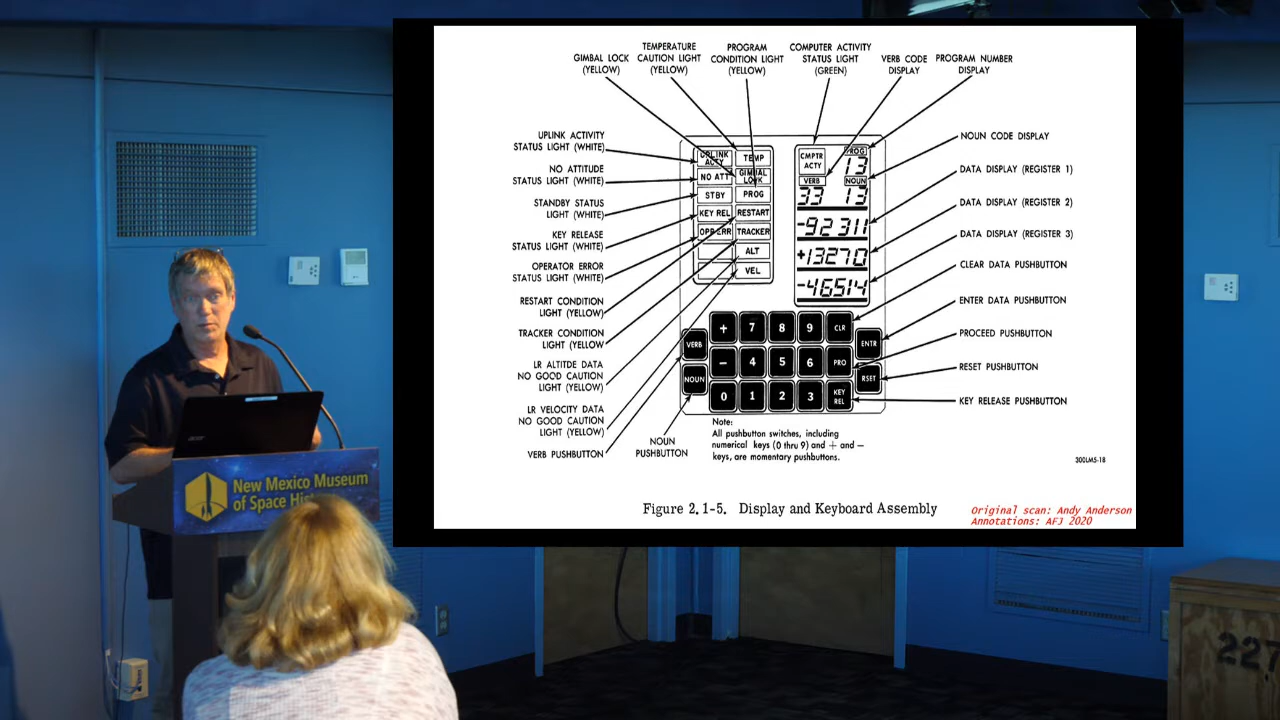 GIMBAL LOCK
(YELLOW)
TEMPERATURE
CAUTION LIGHT
(YELLOW)
PROGRAM
CONDITION LIGHT
(YELLOW)
COMPUTER ACTIVITY
STATUS LIGHT
(GREEN)
VERB CODE
DISPLAY
PROGRAM NUMBER
DISPLAY
UPLINK ACTIVITY
STATUS LIGHT (WHITE)
NO ATTITUDE
STATUS LIGHT (WHITE)
STANDBY STATUS
LIGHT (WHITE)
KEY RELEASE
STATUS LIGHT (WHITE)
OPERATOR ERROR
STATUS LIGHT (WHITE)
RESTART CONDITION
LIGHT (YELLOW)
TRACKER CONDITION
LIGHT (YELLOW
LR ALTITDE DATA
NO GOOD CAUTION
LIGHT (YELLOW)
LR VELOCITY DATA
NO GOOD CAUTION
LIGHT (YELLOW)
VERB PUSHBUTTON
NOUN
PUSHBUTTON
UPLINK
ACTY
TEMP
NO ATT
GIMBAL
LOCK
STBY
PROG
KEY REL
RESTART
OPR ERR
TRACKER
ALT
VEL
CMPTR
ACTY
PROG
13
VERB
NOUN
33
13
-92311
+13270
-46514
VERB
NOUN
+ 7 8 9 CLR
- 4 5 6 PRO
0 1 2 3 KEY
REL
ENTR
RSET
NOUN CODE DISPLAY
DATA DISPLAY (REGISTER 1)
DATA DISPLAY (REGISTER 2)
DATA DISPLAY (REGISTER 3)
CLEAR DATA PUSHBUTTON
ENTER DATA PUSHBUTTON
PROCEED PUSHBUTTON
RESET PUSHBUTTON
KEY RELEASE PUSHBUTTON
Note:
All pushbutton switches, including
numerical keys (0 thru 9) and + and —
keys, are momentary pushbuttons.
300LM5-18
Figure 2.1-5. Display and Keyboard Assembly
Original scan: Andy Anderson
Annotations: AFJ 2020
acer
New Mexico Museum
of Space Hist
227